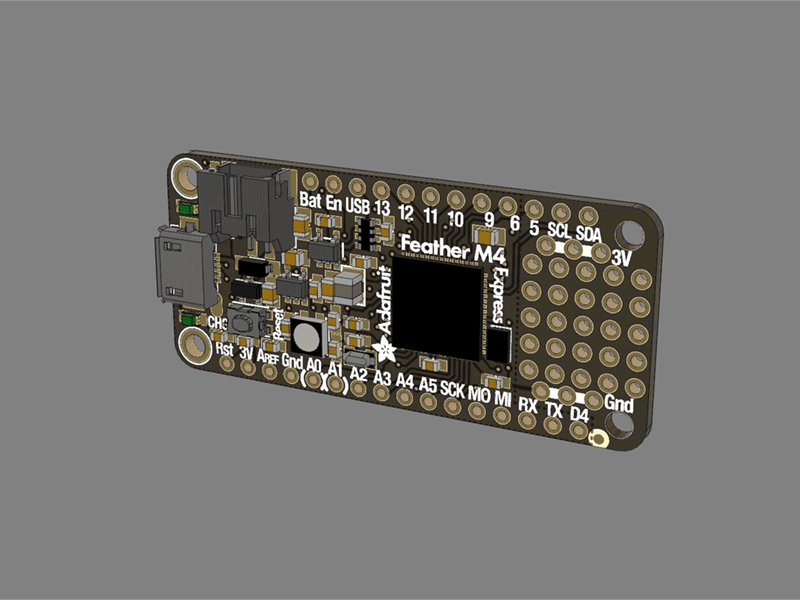 Bat En USB 13 12 11 10 9 6 5 SCL SDA
3V
Feather M4
Express
Adafruit
CHG
Reset
Rst 3V AREF Gnd A0 A1 A2 A3 A4 A5 SCK MO MI RX TX D4
Gnd